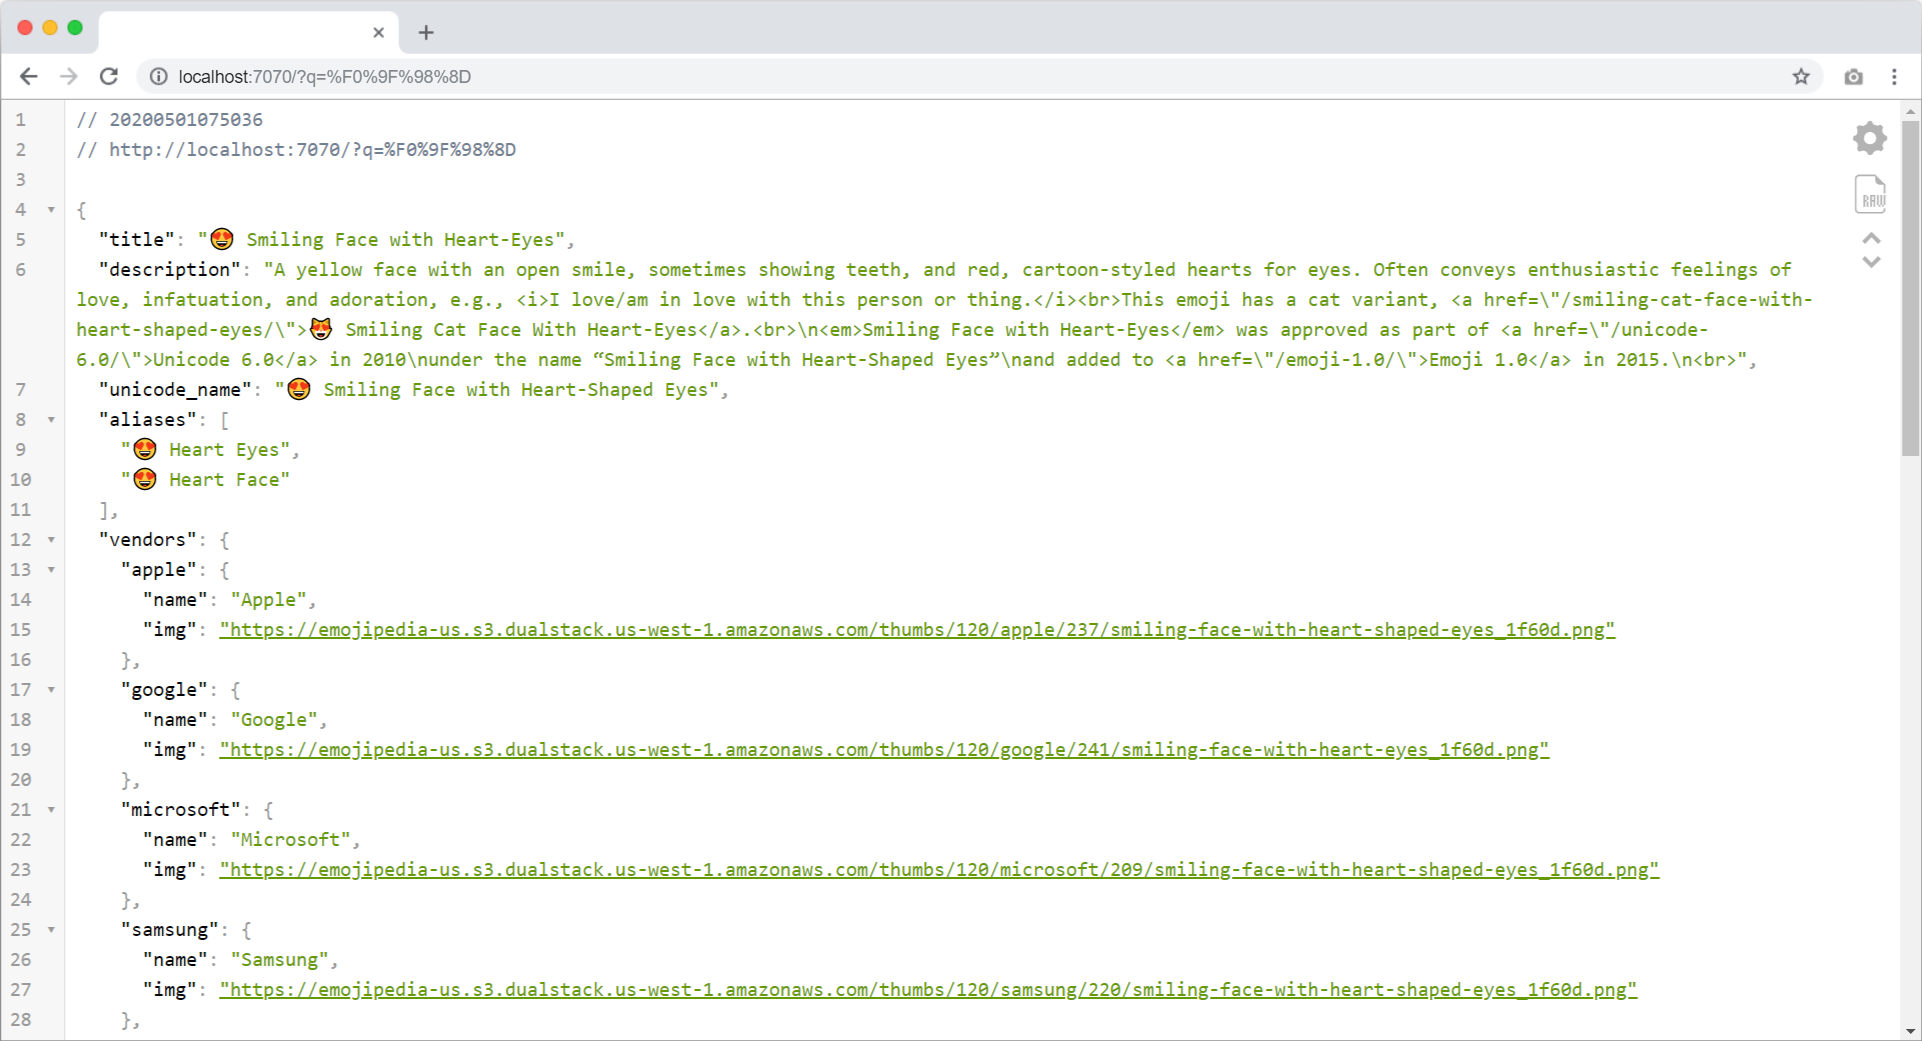 localhost:7070/?q=%F0%9F%98%8D
1 // 20200501075036
2 // http://localhost:7070/?q=%F0%9F%98%8D
3
4 {
5 "title": "😍 Smiling Face with Heart-Eyes",
6 "description": "A yellow face with an open smile, sometimes showing teeth, and red, cartoon-styled hearts for eyes. Often conveys enthusiastic feelings of
love, infatuation, and adoration, e.g., <i>I love/am in love with this person or thing.</i><br>This emoji has a cat variant, <a href=\"/smiling-cat-face-with-
heart-shaped-eyes/\">😻 Smiling Cat Face With Heart-Eyes</a>.<br>\n<em>Smiling Face with Heart-Eyes</em> was approved as part of <a href=\"/unicode-
6.0/\">Unicode 6.0</a> in 2010\nunder the name “Smiling Face with Heart-Shaped Eyes”\nand added to <a href=\"/emoji-1.0/\">Emoji 1.0</a> in 2015.\n<br>",
7 "unicode_name": "😍 Smiling Face with Heart-Shaped Eyes",
8 "aliases": [
9 "😍 Heart Eyes",
10 "😍 Heart Face"
11 ],
12 "vendors": {
13 "apple": {
14 "name": "Apple",
15 "img": "https://emojipedia-us.s3.dualstack.us-west-1.amazonaws.com/thumbs/120/apple/237/smiling-face-with-heart-shaped-eyes_1f60d.png"
16 },
17 "google": {
18 "name": "Google",
19 "img": "https://emojipedia-us.s3.dualstack.us-west-1.amazonaws.com/thumbs/120/google/241/smiling-face-with-heart-eyes_1f60d.png"
20 },
21 "microsoft": {
22 "name": "Microsoft",
23 "img": "https://emojipedia-us.s3.dualstack.us-west-1.amazonaws.com/thumbs/120/microsoft/209/smiling-face-with-heart-shaped-eyes_1f60d.png"
24 },
25 "samsung": {
26 "name": "Samsung",
27 "img": "https://emojipedia-us.s3.dualstack.us-west-1.amazonaws.com/thumbs/120/samsung/220/smiling-face-with-heart-shaped-eyes_1f60d.png"
28 },
RAW